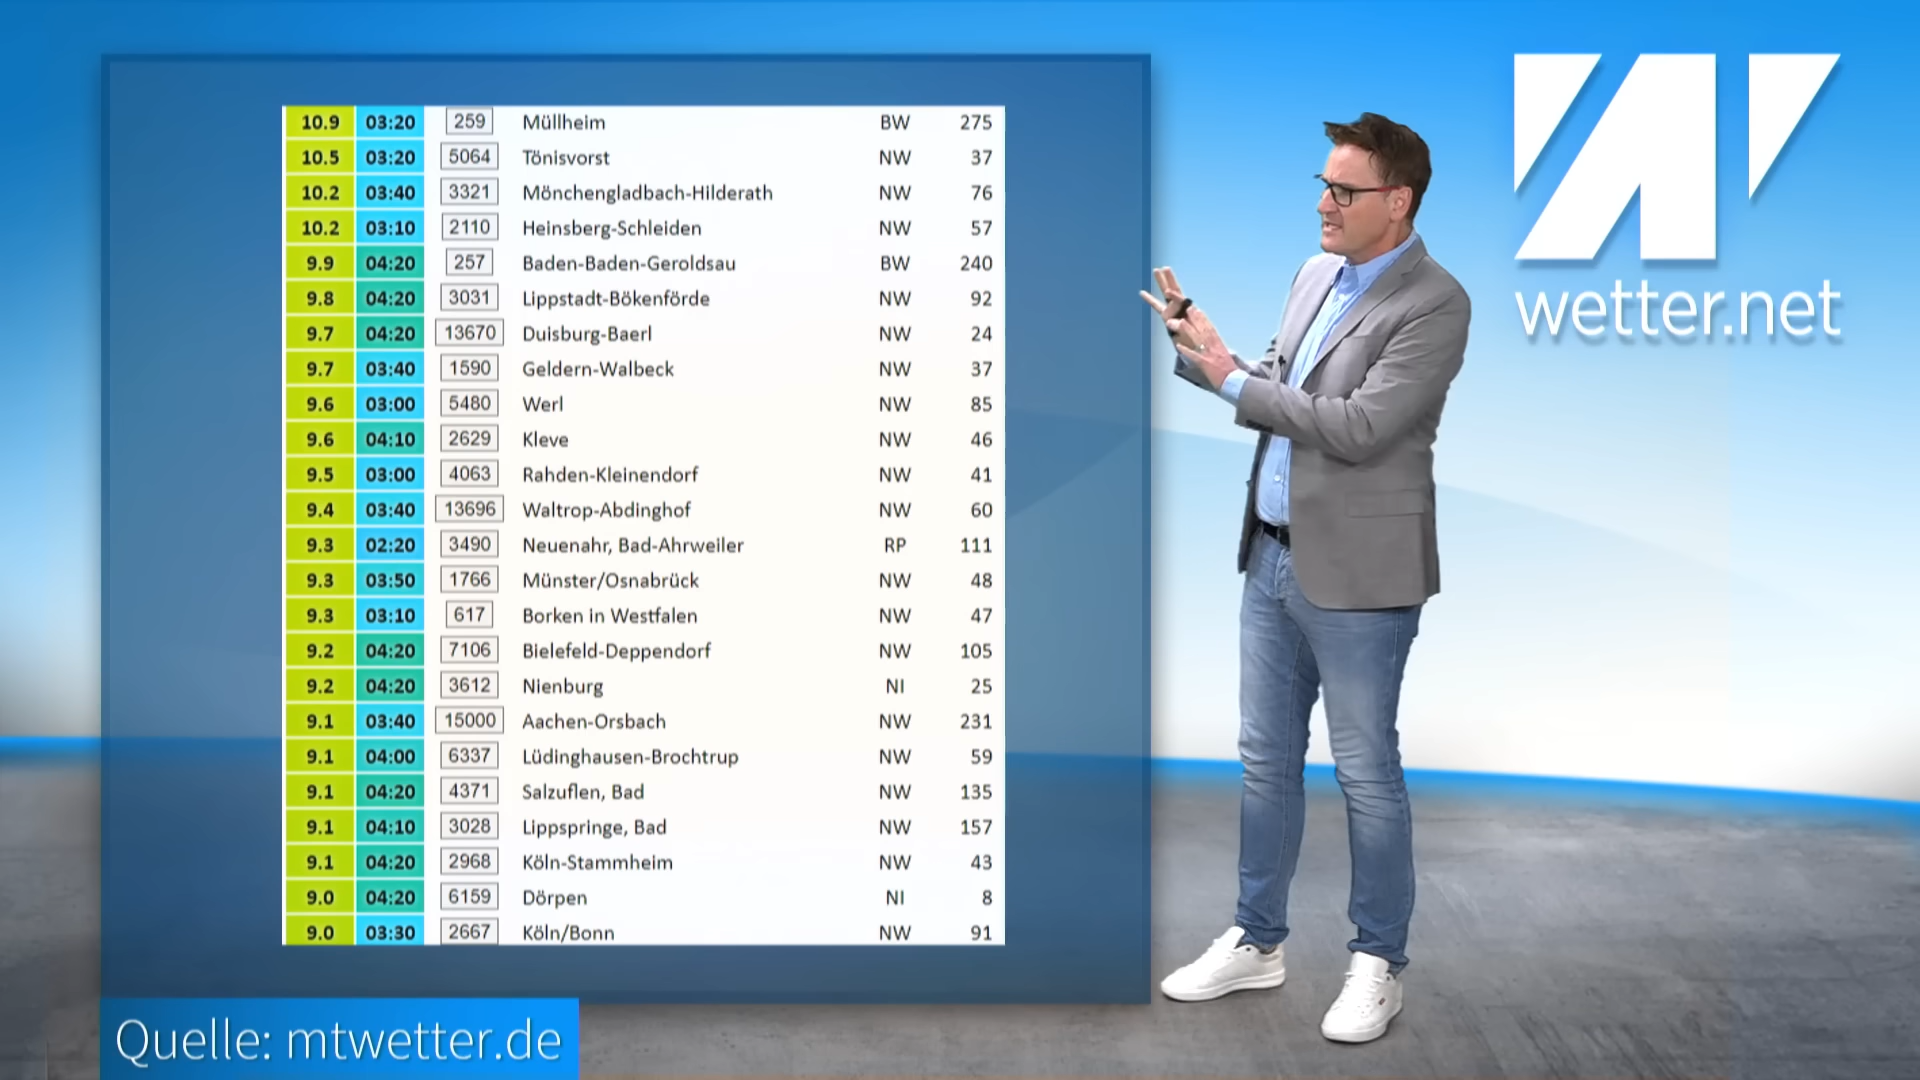 10.9 03:20 259 Müllheim BW 275
10.5 03:20 5064 Tönisvorst NW 37
10.2 03:40 3321 Mönchengladbach-Hilderath NW 76
10.2 03:10 2110 Heinsberg-Schleiden NW 57
9.9 04:20 257 Baden-Baden-Geroldsau BW 240
9.8 04:20 3031 Lippstadt-Bökenförde NW 92
9.7 04:20 13670 Duisburg-Baerl NW 24
9.7 03:40 1590 Geldern-Walbeck NW 37
9.6 03:00 5480 Werl NW 85
9.6 04:10 2629 Kleve NW 46
9.5 03:00 4063 Rahden-Kleinendorf NW 41
9.4 03:40 13696 Waltrop-Abdinghof NW 60
9.3 02:20 3490 Neuenahr, Bad-Ahrweiler RP 111
9.3 03:50 1766 Münster/Osnabrück NW 48
9.3 03:10 617 Borken in Westfalen NW 47
9.2 04:20 7106 Bielefeld-Deppendorf NW 105
9.2 04:20 3612 Nienburg NI 25
9.1 03:40 15000 Aachen-Orsbach NW 231
9.1 04:00 6337 Lüdinghausen-Brochtrup NW 59
9.1 04:20 4371 Salzuflen, Bad NW 135
9.1 04:10 3028 Lippspringe, Bad NW 157
9.1 04:20 2968 Köln-Stammheim NW 43
9.0 04:20 6159 Dörpen NI 8
9.0 03:30 2667 Köln/Bonn NW 91
wetter.net
Quelle: mtwetter.de